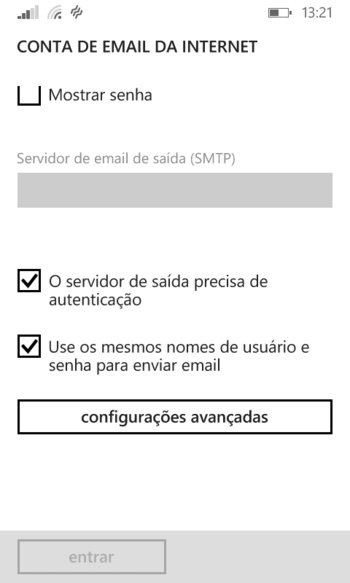 13:21
CONTA DE EMAIL DA INTERNET
Mostrar senha
Servidor de email de saída (SMTP)
O servidor de saída precisa de
autenticação
Use os mesmos nomes de usuário e
senha para enviar email
configurações avançadas
entrar